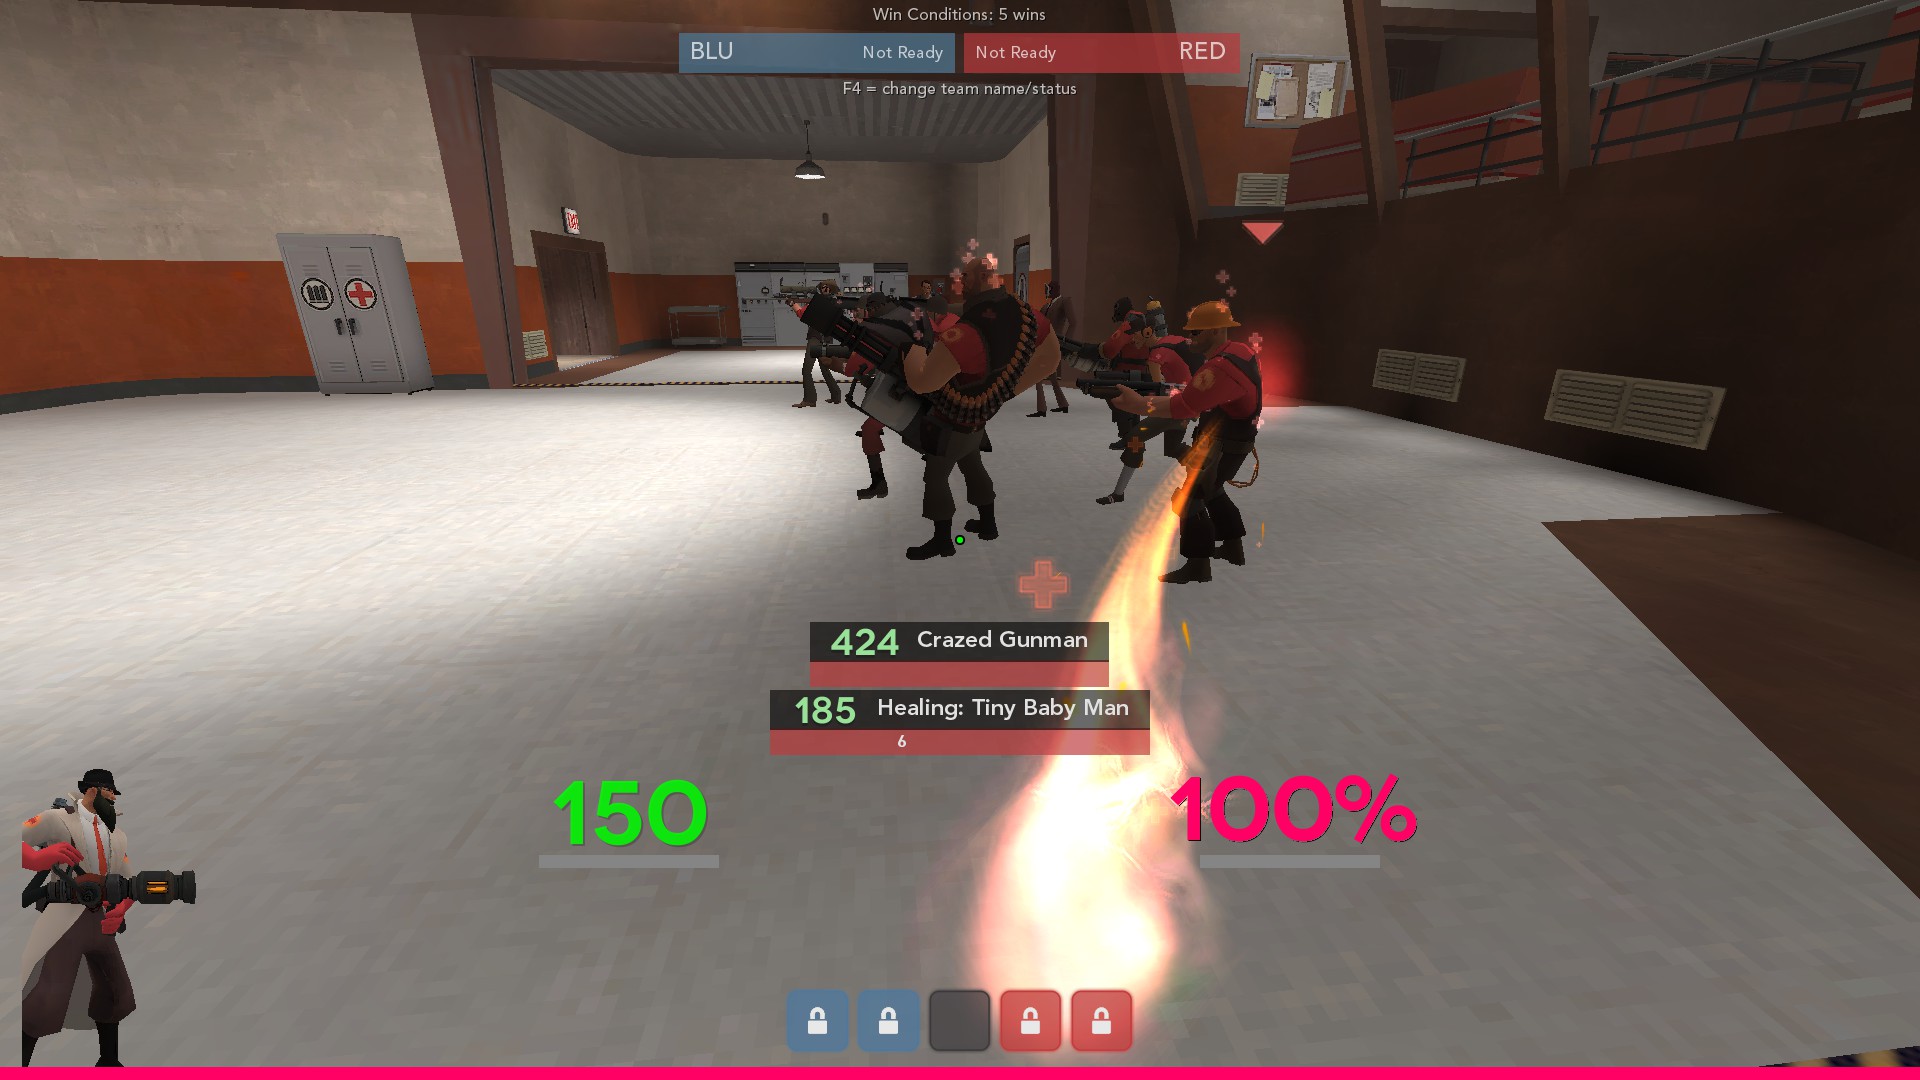 Win Conditions: 5 wins
BLU Not Ready Not Ready RED
F4 = change team name/status
424 Crazed Gunman
185 Healing: Tiny Baby Man
6
150 100%